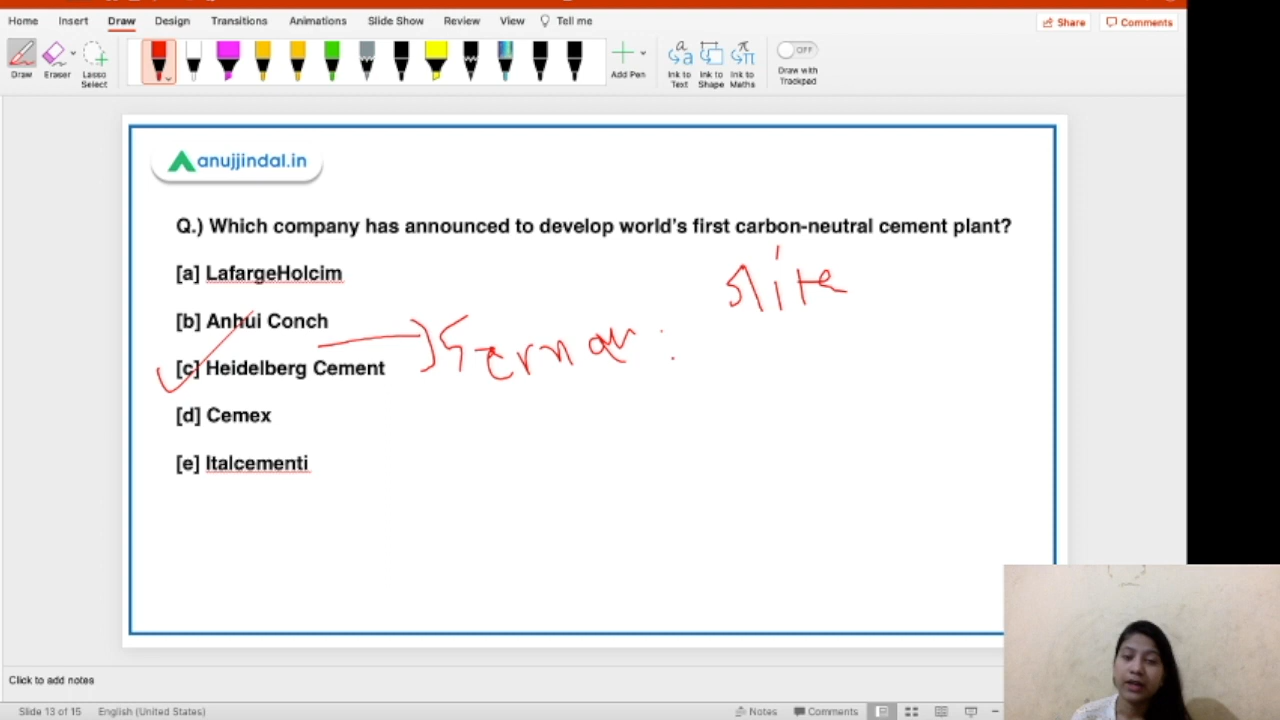 Home Insert Draw Design Transitions Animations Slide Show Review View Tell me Share Comments
Draw Eraser Lasso Select Add Pen Ink to Text Ink to Shape Ink to Maths OFF Draw with Trackpad
anujjindal.in
Q.) Which company has announced to develop world's first carbon-neutral cement plant?
[a] LafargeHolcim
slite
[b] Anhui Conch
German
[c] Heidelberg Cement
[d] Cemex
[e] Italcementi
Click to add notes
Slide 13 of 15 English (United States) Notes Comments